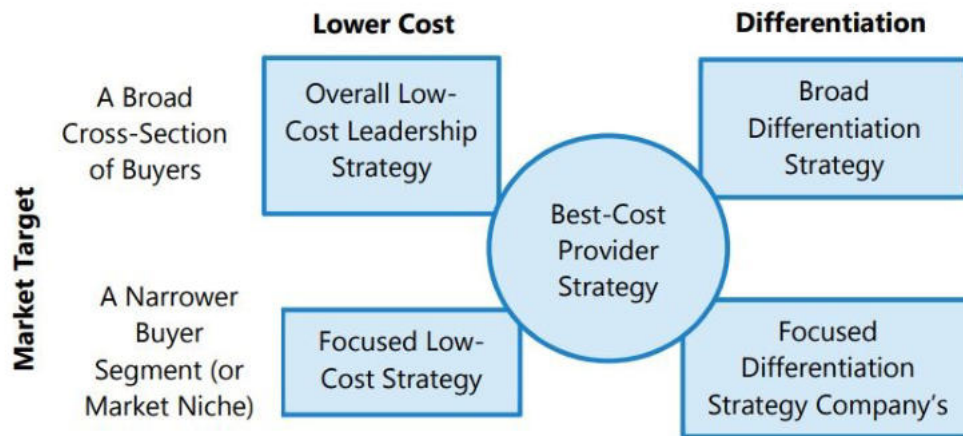 Lower Cost
Differentiation
Market Target
A Broad
Cross-Section
of Buyers
Overall Low-
Cost Leadership
Strategy
Broad
Differentiation
Strategy
Best-Cost
Provider
Strategy
A Narrower
Buyer
Segment (or
Market Niche)
Focused Low-
Cost Strategy
Focused
Differentiation
Strategy Company's